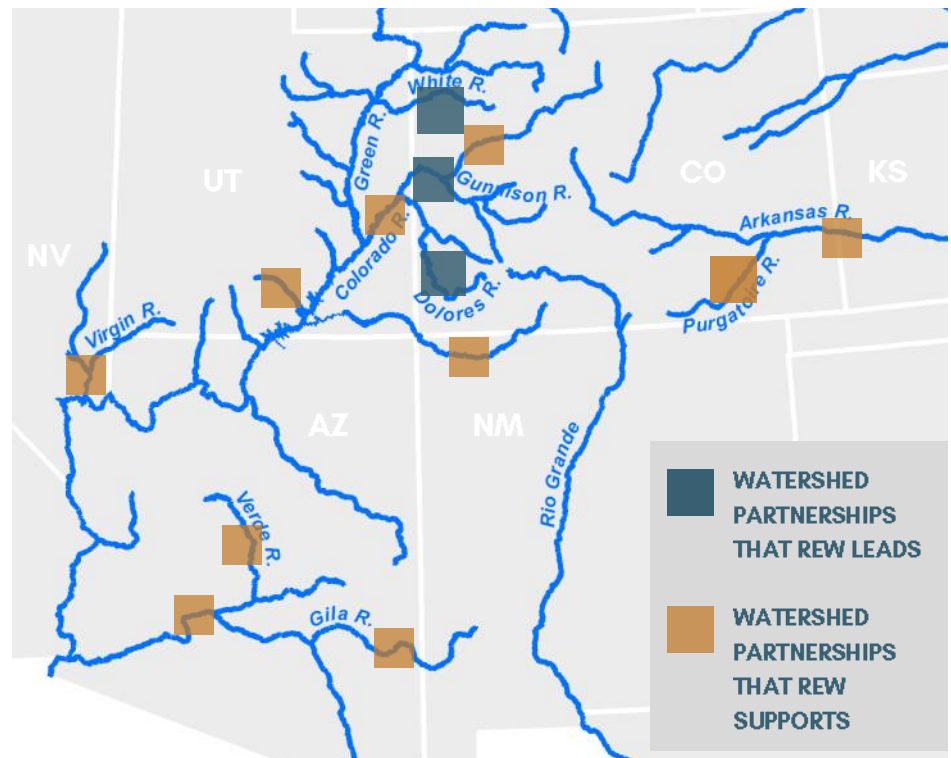 White R.
Green R.
UT
Gunnison R.
CO
KS
Arkansas R.
NV
Colorado R.
Dolores R.
Purgatoire R.
Virgin R.
AZ
NM
Rio Grande
Verde R.
Gila R.
WATERSHED
PARTNERSHIPS
THAT REW LEADS
WATERSHED
PARTNERSHIPS
THAT REW
SUPPORTS